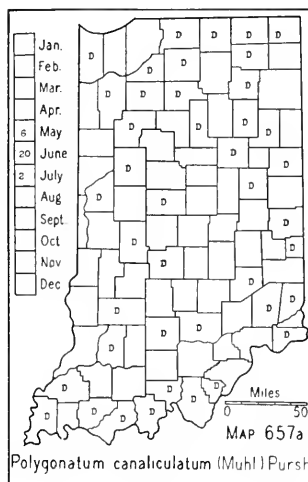 Jan.
Feb.
Mar.
Apr.
6 May
20 June
2 July
Aug
Sept.
Oct
Nov
Dec
D D D D D
D D D
D D D D
D D D D
D D
D D
D D
D D
D
D D
D D D
D D
D D D
D D D D
Miles
0 50
MAP 657a
Polygonatum canaliculatum (Muhl) Pursh